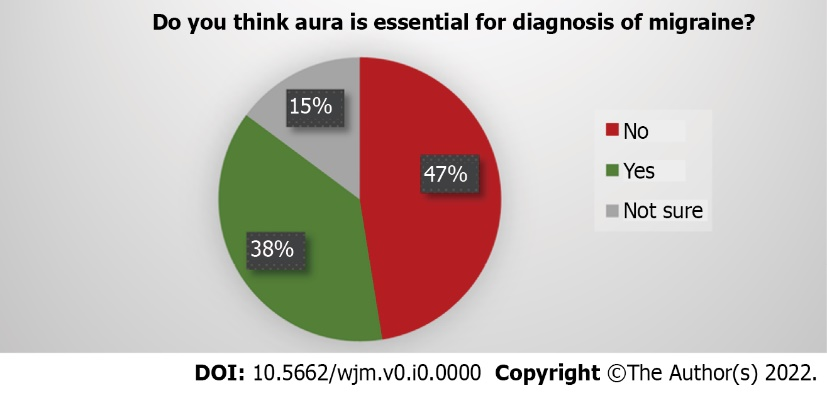 Do you think aura is essential for diagnosis of migraine?
15%
47%
38%
No
Yes
Not sure
DOI: 10.5662/wjm.v0.i0.0000 Copyright ©The Author(s) 2022.